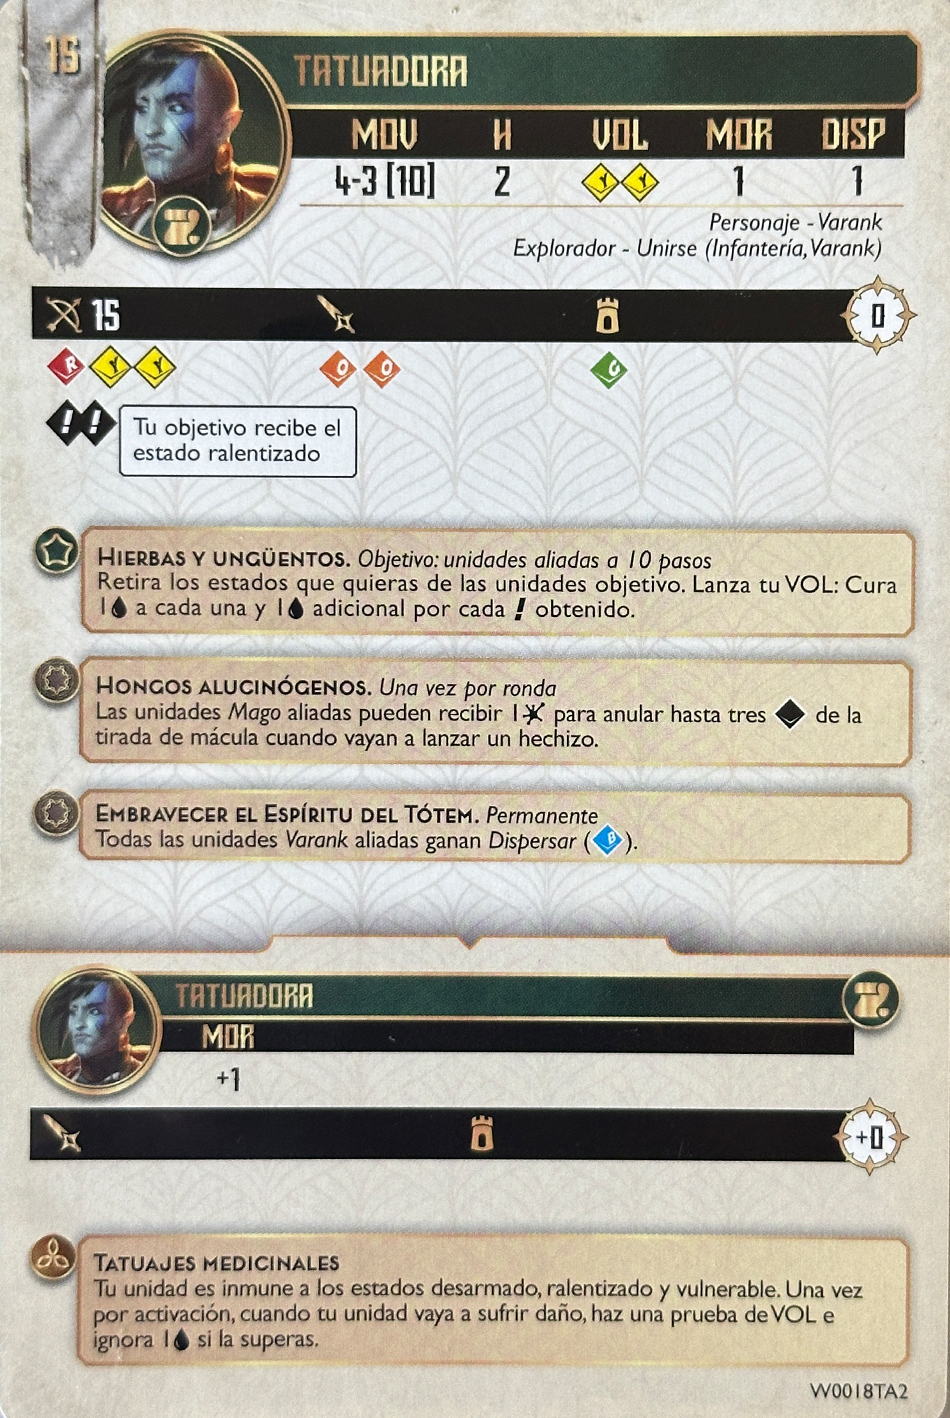 15
TATUADORA
MOV H VOL MOR DISP
4-3 [10] 2 Y Y 1 1
Personaje - Varank
Explorador - Unirse (Infantería, Varank)
15 0
R Y Y O O G
! !
Tu objetivo recibe el
estado ralentizado
HIERBAS Y UNGÜENTOS. Objetivo: unidades aliadas a 10 pasos
Retira los estados que quieras de las unidades objetivo. Lanza tu VOL: Cura
1 a cada una y 1 adicional por cada ! obtenido.
HONGOS ALUCINÓGENOS. Una vez por ronda
Las unidades Mago aliadas pueden recibir 1 para anular hasta tres de la
tirada de mácula cuando vayan a lanzar un hechizo.
EMBRAVECER EL ESPÍRITU DEL TÓTEM. Permanente
Todas las unidades Varank aliadas ganan Dispersar (B).
TATUADORA
MOR
+1
+0
TATUAJES MEDICINALES
Tu unidad es inmune a los estados desarmado, ralentizado y vulnerable. Una vez
por activación, cuando tu unidad vaya a sufrir daño, haz una prueba de VOL e
ignora 1 si la superas.
W0018TA2